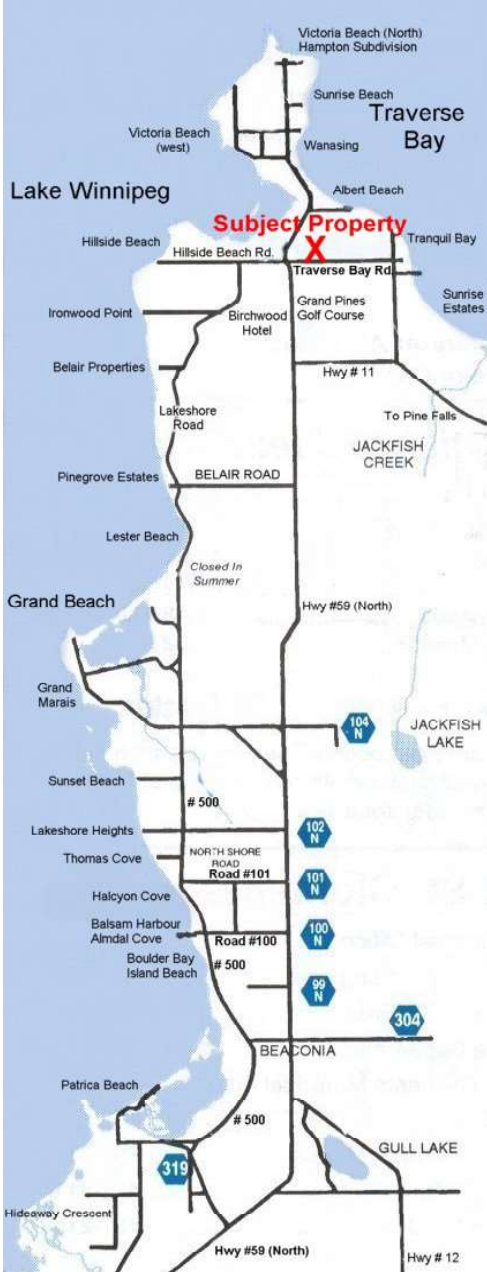 Victoria Beach (North)
Hampton Subdivision
Sunrise Beach
Traverse
Bay
Victoria Beach
(west)
Wanasing
Lake Winnipeg
Albert Beach
Subject Property
X
Hillside Beach
Hillside Beach Rd.
Tranquil Bay
Traverse Bay Rd.
Sunrise
Estates
Grand Pines
Golf Course
Ironwood Point
Birchwood
Hotel
Belair Properties
Hwy # 11
Lakeshore
Road
To Pine Falls
JACKFISH
CREEK
Pinegrove Estates
BELAIR ROAD
Lester Beach
Closed In
Summer
Grand Beach
Hwy #59 (North)
Grand
Marais
104
N
JACKFISH
LAKE
Sunset Beach
# 500
Lakeshore Heights
102
N
Thomas Cove
NORTH SHORE
ROAD
Road #101
101
N
Halcyon Cove
Balsam Harbour
Almdal Cove
Road #100
100
N
Boulder Bay
Island Beach
# 500
99
N
304
BEACONIA
Patrica Beach
# 500
GULL LAKE
319
Hideaway Crescent
Hwy #59 (North)
Hwy # 12